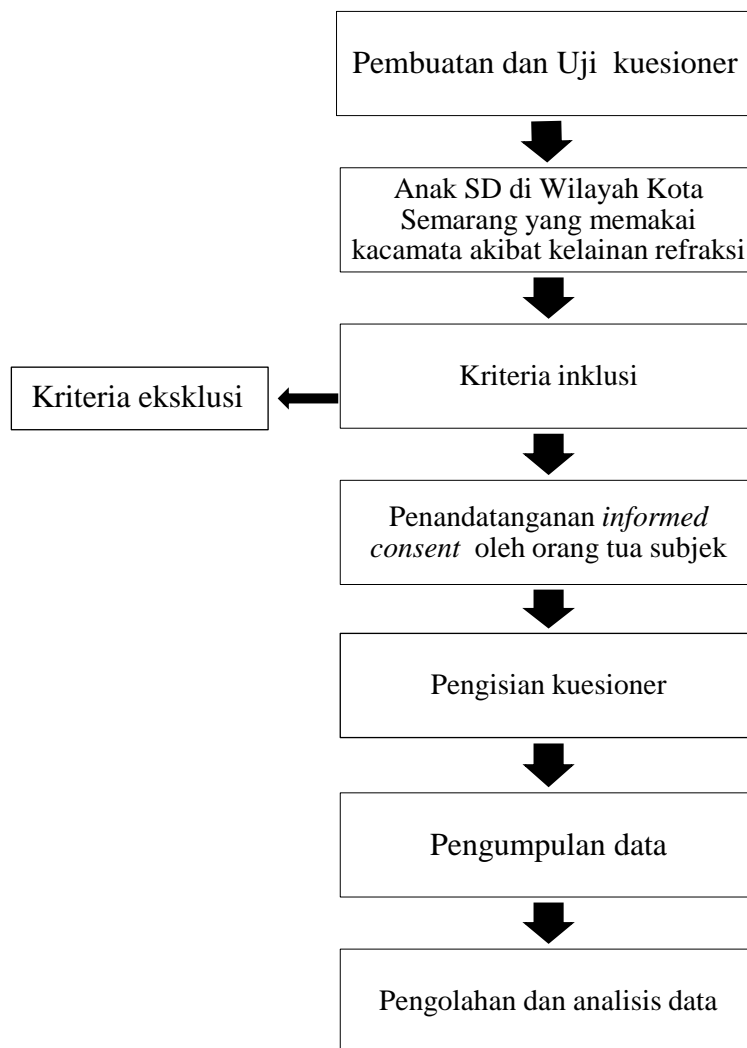 Pembuatan dan Uji kuesioner
Anak SD di Wilayah Kota
Semarang yang memakai
kacamata akibat kelainan refraksi
Kriteria inklusi
Kriteria eksklusi
Penandatanganan informed
consent oleh orang tua subjek
Pengisian kuesioner
Pengumpulan data
Pengolahan dan analisis data